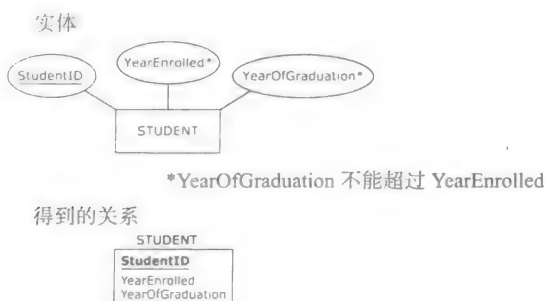 实体
StudentID
YearEnrolled*
YearOfGraduation*
STUDENT
*YearOfGraduation 不能超过 YearEnrolled
得到的关系
STUDENT
StudentID
YearEnrolled
YearOfGraduation